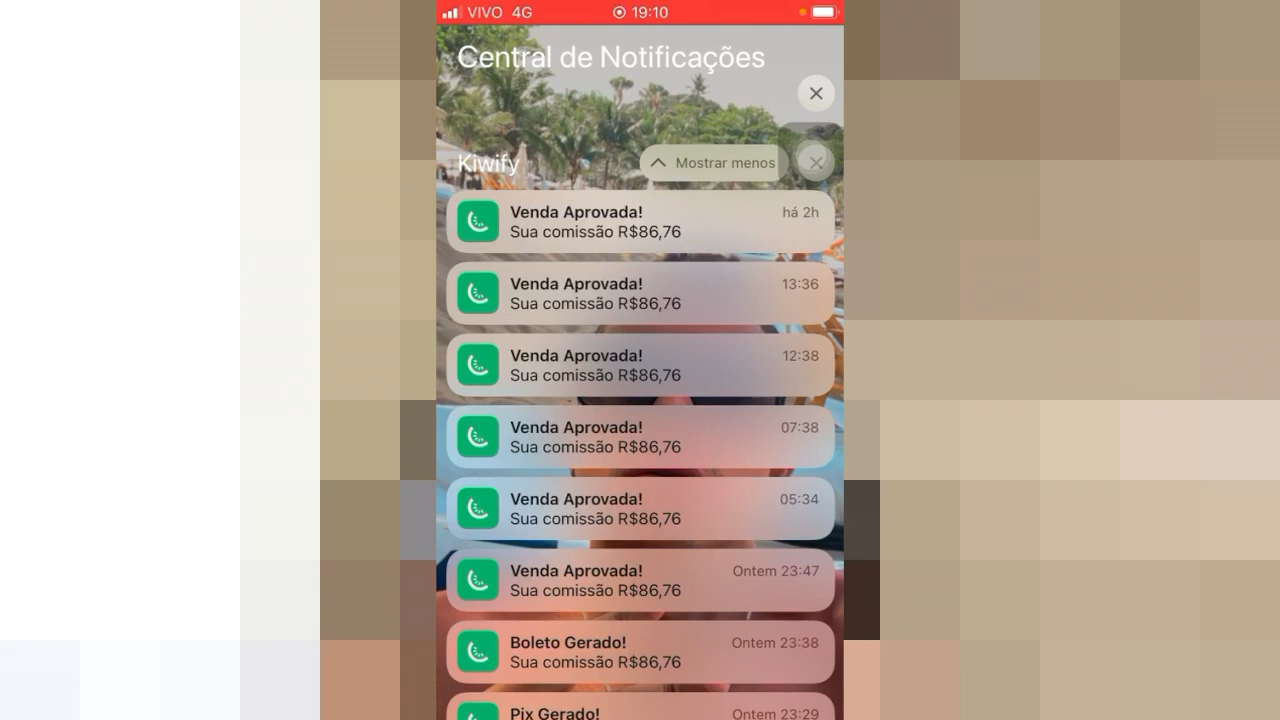 VIVO 4G 19:10
Central de Notificações
Kiwify Mostrar menos
Venda Aprovada! há 2h
Sua comissão R$86,76
Venda Aprovada! 13:36
Sua comissão R$86,76
Venda Aprovada! 12:38
Sua comissão R$86,76
Venda Aprovada! 07:38
Sua comissão R$86,76
Venda Aprovada! 05:34
Sua comissão R$86,76
Venda Aprovada! Ontem 23:47
Sua comissão R$86,76
Boleto Gerado! Ontem 23:38
Sua comissão R$86,76
Pix Gerado! Ontem 23:29